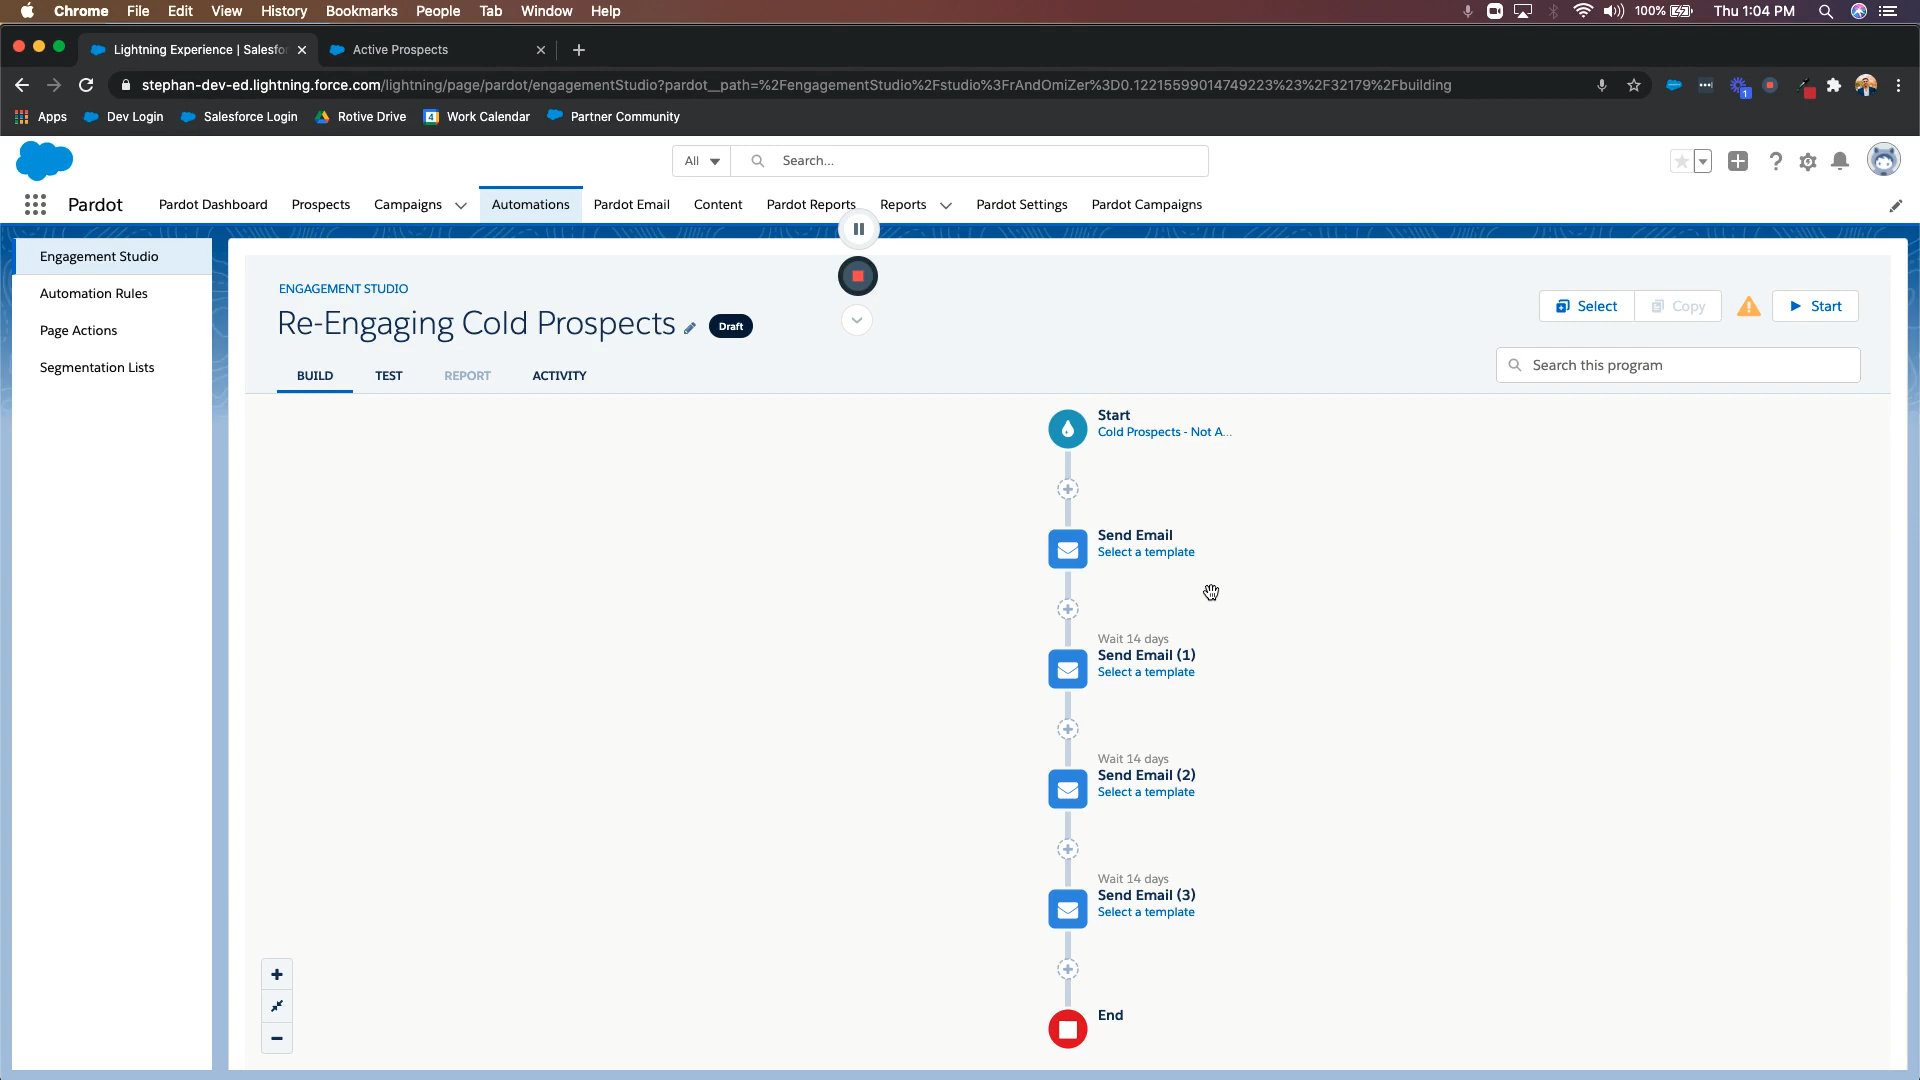 Chrome File Edit View History Bookmarks People Tab Window Help 100% Thu 1:04 PM
Lightning Experience | Salesfo Active Prospects
stephan-dev-ed.lightning.force.com/lightning/page/pardot/engagementStudio?pardot__path=%2FengagementStudio%2Fstudio%3FrAndOmiZer%3D0.12215599014749223%23%2F32179%2Fbuilding
1
Apps Dev Login Salesforce Login Rotive Drive 4 Work Calendar Partner Community
All Search...
Pardot Pardot Dashboard Prospects Campaigns Automations Pardot Email Content Pardot Reports Reports Pardot Settings Pardot Campaigns
Engagement Studio
Automation Rules
Page Actions
Segmentation Lists
ENGAGEMENT STUDIO
Re-Engaging Cold Prospects Draft
Select Copy Start
Search this program
BUILD TEST REPORT ACTIVITY
Start
Cold Prospects - Not A...
Send Email
Select a template
Wait 14 days
Send Email (1)
Select a template
Wait 14 days
Send Email (2)
Select a template
Wait 14 days
Send Email (3)
Select a template
End